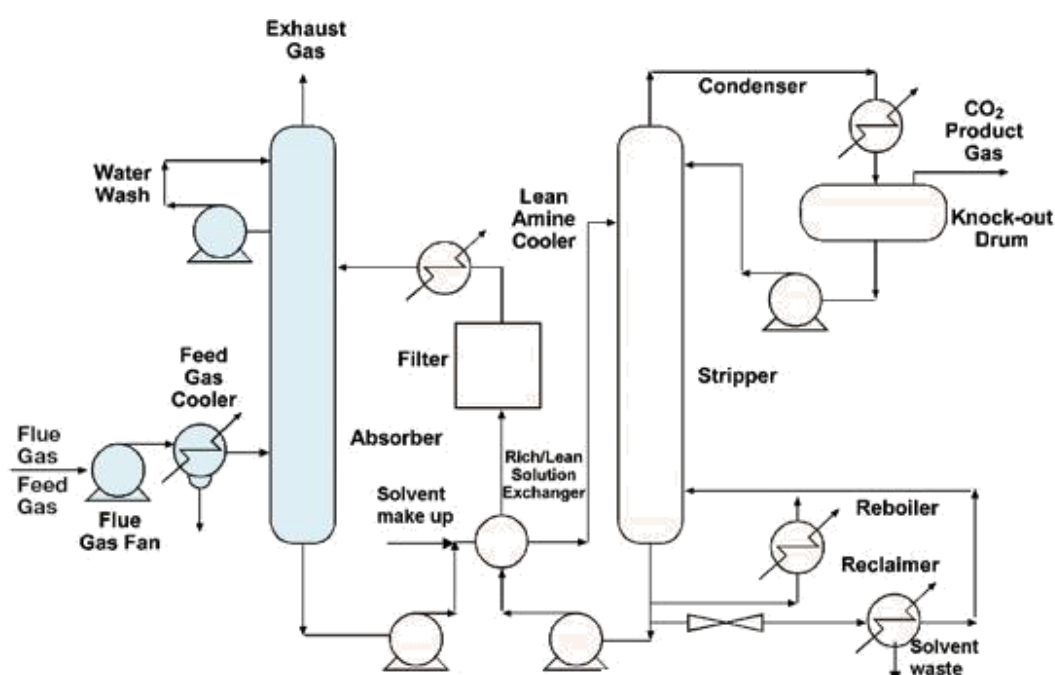 Exhaust
Gas
Condenser
CO₂
Product
Gas
Water
Wash
Lean
Amine
Cooler
Knock-out
Drum
Feed
Gas
Cooler
Filter
Stripper
Absorber
Flue
Gas
Feed
Gas
Flue
Gas Fan
Rich/Lean
Solution
Exchanger
Solvent
make up
Reboiler
Reclaimer
Solvent
waste